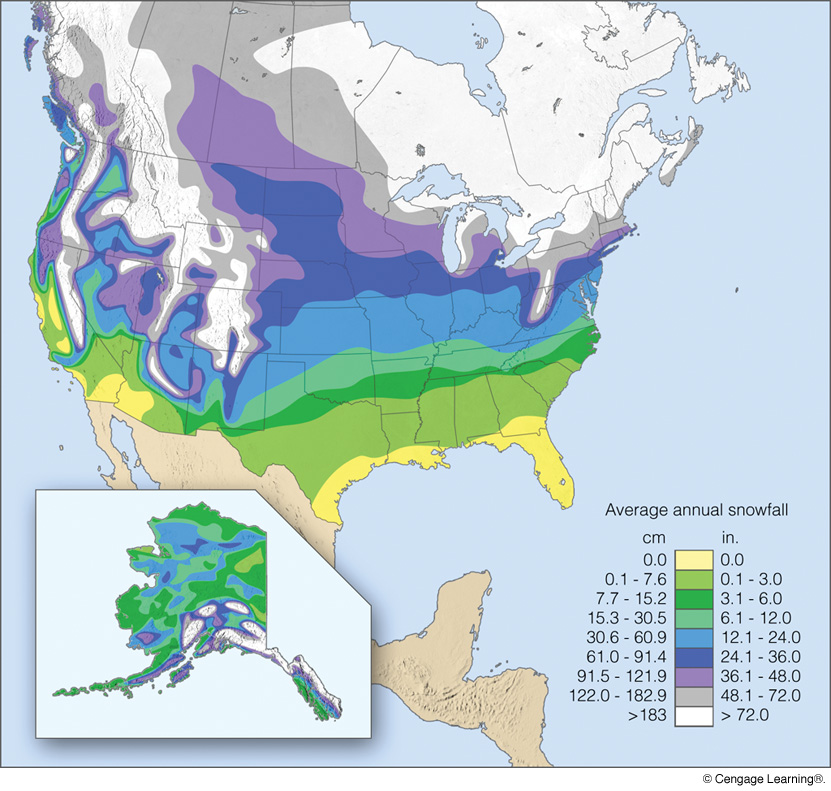 Average annual snowfall
cm in.
0.0 0.0
0.1 - 7.6 0.1 - 3.0
7.7 - 15.2 3.1 - 6.0
15.3 - 30.5 6.1 - 12.0
30.6 - 60.9 12.1 - 24.0
61.0 - 91.4 24.1 - 36.0
91.5 - 121.9 36.1 - 48.0
122.0 - 182.9 48.1 - 72.0
>183 > 72.0
© Cengage Learning®.